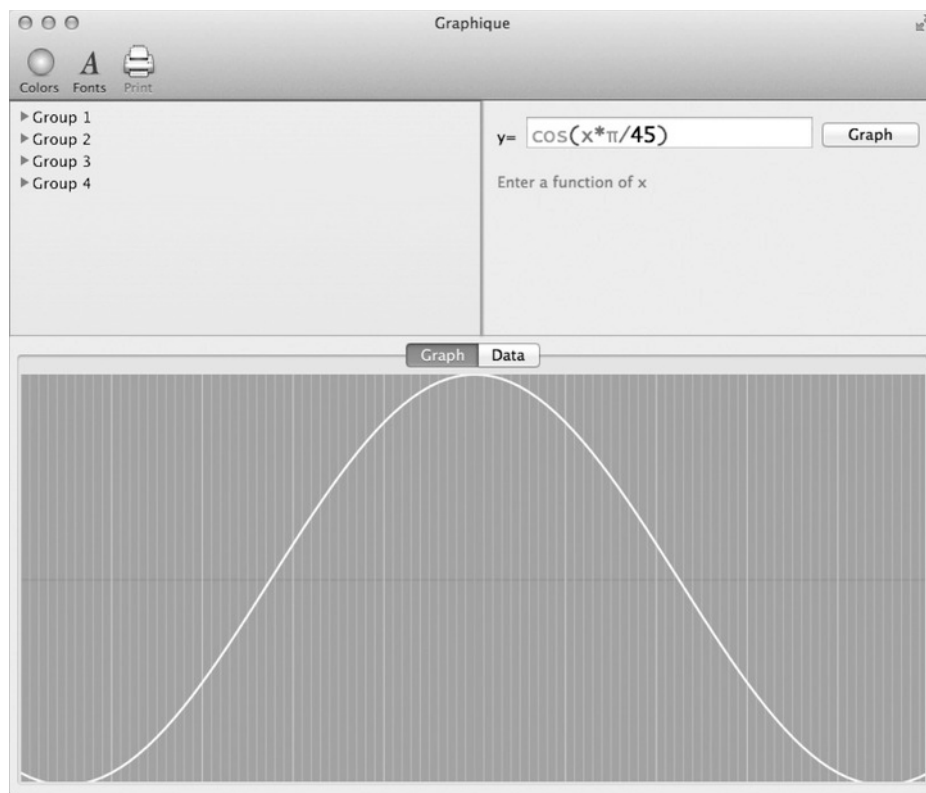 Graphique
Colors Fonts Print
Group 1
Group 2
Group 3
Group 4
y= cos(x*π/45) Graph
Enter a function of x
Graph Data